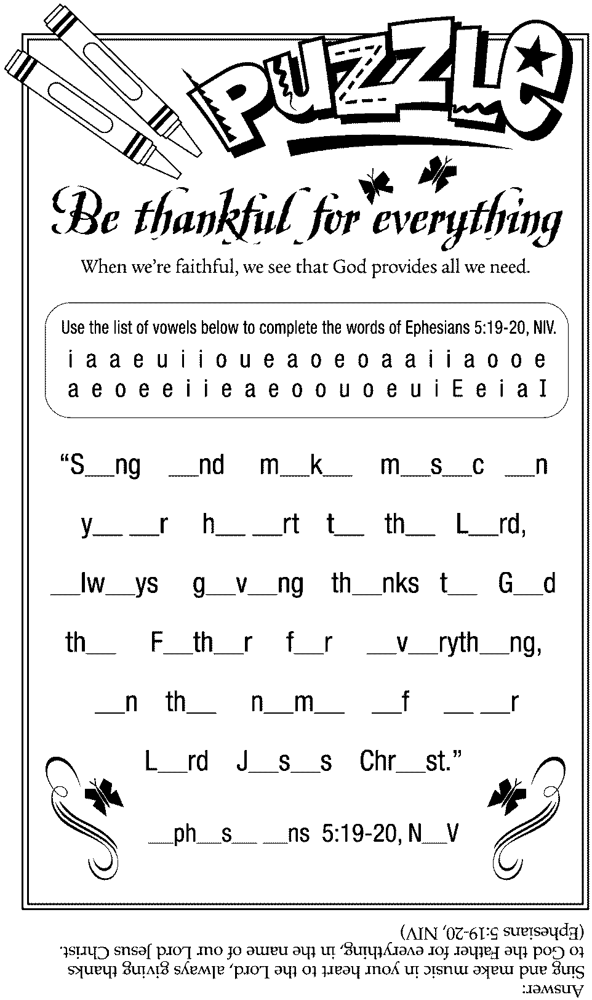 PUZZLE
Be thankful for everything
When we're faithful, we see that God provides all we need.
Use the list of vowels below to complete the words of Ephesians 5:19-20, NIV.
i a a e u i i o u e a o e o a a i i a o o e
a e o e e i i e a e o o u o e u i E e i a I
“S__ng __nd m__k__ m__s__c __n
y__ __r h__ __rt t__ th__ L__rd,
__lw__ys g__v__ng th__nks t__ G__d
th__ F__th__r f__r __v__ryth__ng,
__n th__ n__m__ __f __ __r
L__rd J__s__s Chr__st.”
__ph__s__ __ns 5:19-20, N__V
Answer:
Sing and make music in your heart to the Lord, always giving thanks
to God the Father for everything, in the name of our Lord Jesus Christ.
(Ephesians 5:19-20, NIV)